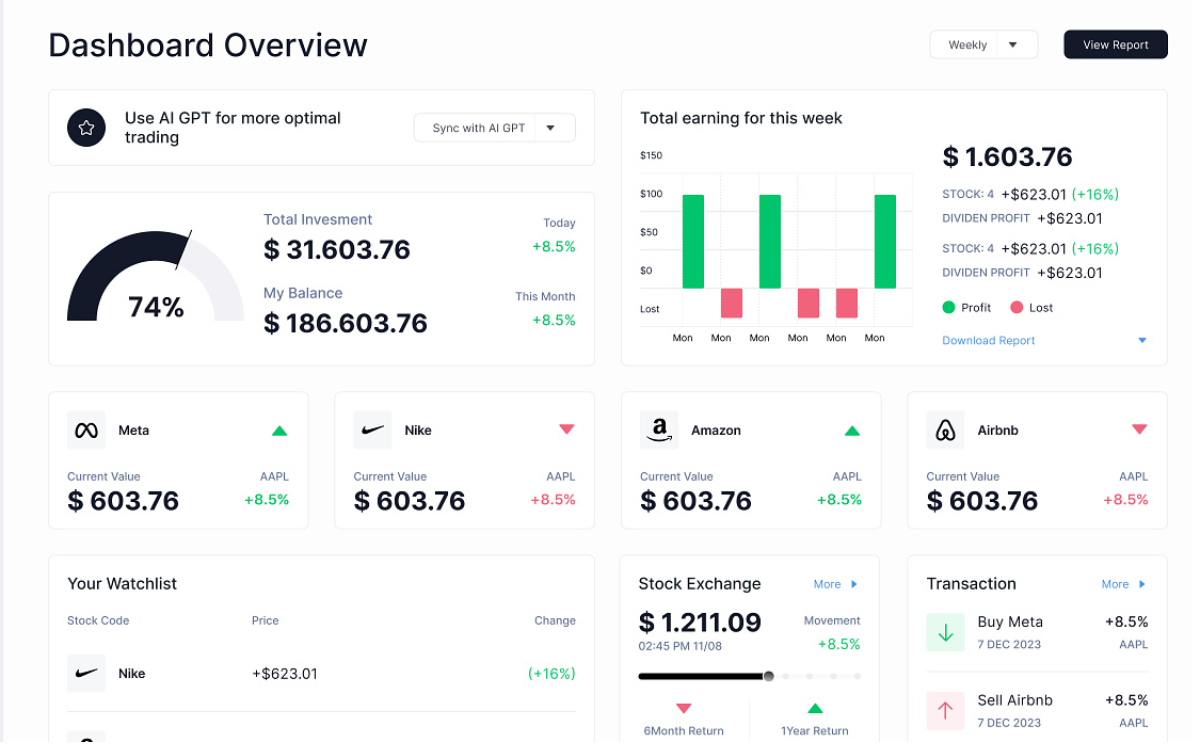 Dashboard Overview
Weekly
View Report
Use AI GPT for more optimal
trading
Sync with AI GPT
74%
Total Invesment
Today
$ 31.603.76
+8.5%
My Balance
This Month
$ 186.603.76
+8.5%
Total earning for this week
$150
$100
$50
$0
Lost
Mon Mon Mon Mon Mon Mon
$ 1.603.76
STOCK: 4 +$623.01 (+16%)
DIVIDEN PROFIT +$623.01
STOCK: 4 +$623.01 (+16%)
DIVIDEN PROFIT +$623.01
Profit Lost
Download Report
Meta
Current Value AAPL
$ 603.76 +8.5%
Nike
Current Value AAPL
$ 603.76 +8.5%
a Amazon
Current Value AAPL
$ 603.76 +8.5%
Airbnb
Current Value AAPL
$ 603.76 +8.5%
Your Watchlist
Stock Code Price Change
Nike +$623.01 (+16%)
Stock Exchange More
$ 1.211.09 Movement
02:45 PM 11/08 +8.5%
6Month Return 1Year Return
Transaction More
Buy Meta +8.5%
7 DEC 2023 AAPL
Sell Airbnb +8.5%
7 DEC 2023 AAPL